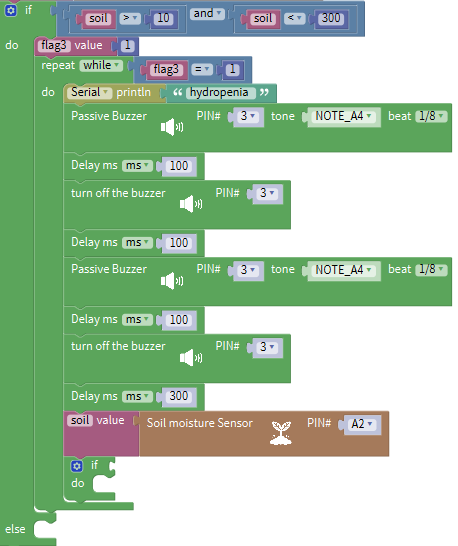 if soil > 10 and soil < 300
do flag3 value 1
repeat while flag3 = 1
do Serial println “ hydropenia ”
Passive Buzzer PIN# 3 tone NOTE_A4 beat 1/8
Delay ms ms 100
turn off the buzzer PIN# 3
Delay ms ms 100
Passive Buzzer PIN# 3 tone NOTE_A4 beat 1/8
Delay ms ms 100
turn off the buzzer PIN# 3
Delay ms ms 300
soil value Soil moisture Sensor PIN# A2
if
do
else